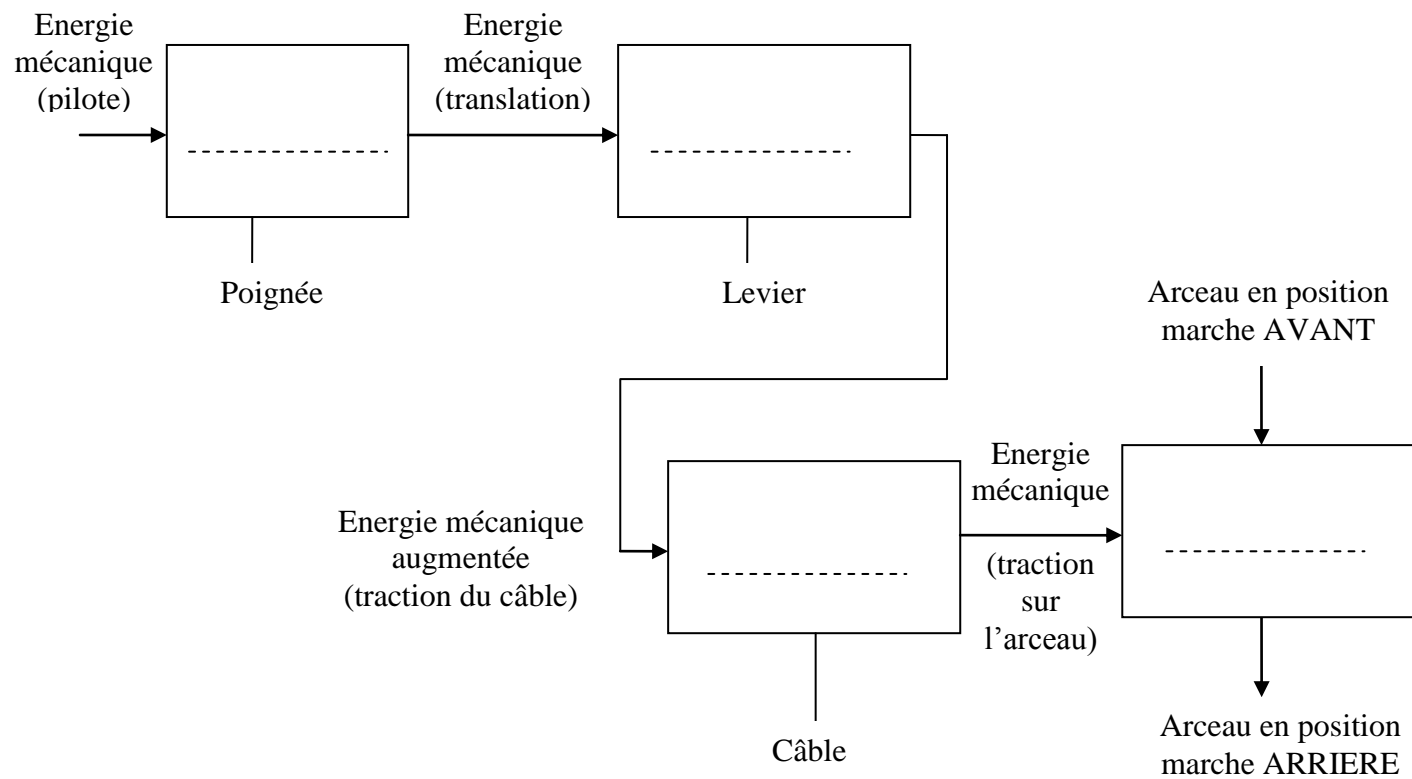 Energie
mécanique
(pilote)
Energie
mécanique
(translation)
Poignée
Levier
Arceau en position
marche AVANT
Energie
mécanique
(traction
sur
l’arceau)
Energie mécanique
augmentée
(traction du câble)
Câble
Arceau en position
marche ARRIERE